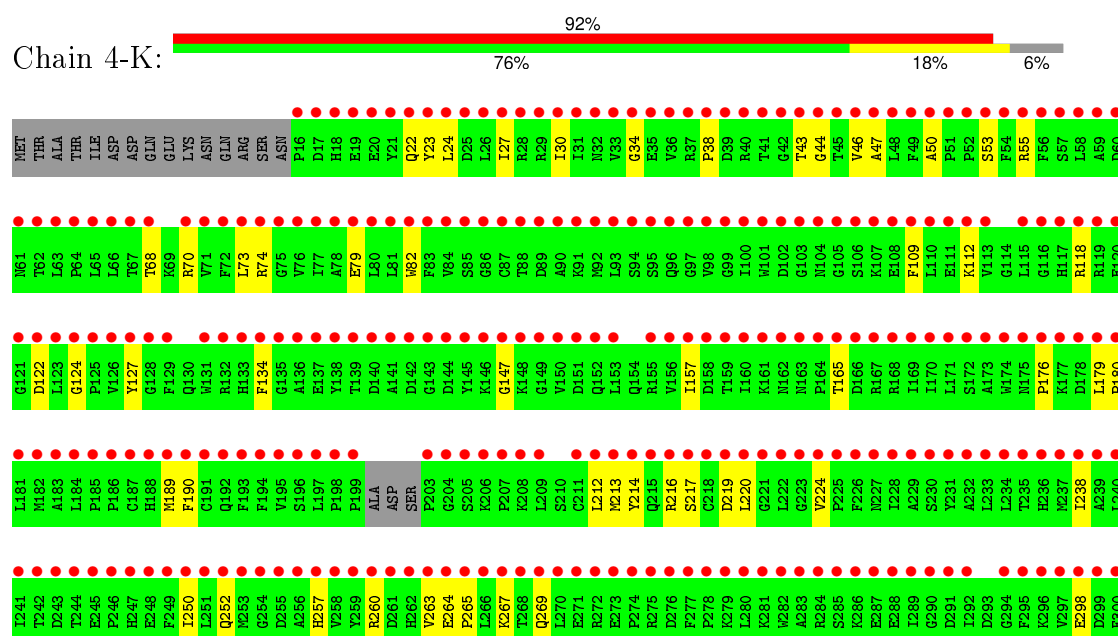 92%
Chain 4-K:
76% 18% 6%
MET THR ALA THR ILE ASP ASP GLN GLU LYS ASN GLN ARG SER ASN P16 D17 H18 E19 E20 Y21 Q22 Y23 L24 D25 L26 I27 R28 R29 I30 I31 N32 V33 G34 E35 V36 R37 P38 D39 R40 T41 G42 T43 G44 T45 V46 A47 L48 F49 A50 P51 P52 S53 F54 R55 F56 S57 L58 A59 D60
N61 T62 L63 P64 L65 L66 T67 T68 K69 R70 V71 F72 L73 R74 G75 V76 I77 A78 E79 L80 L81 W82 F83 V84 S85 G86 C87 T88 D89 A90 K91 M92 L93 S94 S95 Q96 G97 V98 G99 I100 W101 D102 G103 N104 G105 S106 K107 E108 F109 L110 E111 K112 V113 G114 L115 G116 H117 R118 R119 E120
G121 D122 L123 G124 P125 V126 Y127 G128 F129 Q130 W131 R132 H133 F134 G135 A136 E137 Y138 T139 D140 A141 D142 G143 D144 Y145 K146 G147 K148 G149 V150 D151 Q152 L153 Q154 R155 V156 I157 D158 T159 I160 K161 N162 N163 P164 T165 D166 R167 R168 I169 I170 L171 S172 A173 W174 N175 P176 K177 D178 L179 P180
L181 M182 A183 L184 P185 P186 C187 H188 M189 F190 C191 Q192 F193 F194 V195 S196 L197 P198 P199 ALA ASP SER P203 G204 S205 K206 P207 K208 L209 S210 C211 L212 M213 Y214 Q215 R216 S217 C218 D219 L220 G221 L222 G223 V224 P225 F226 N227 I228 A229 S230 Y231 A232 L233 L234 T235 H236 M237 I238 A239 L240
I241 T242 D243 T244 E245 P246 H247 E248 F249 I250 L251 Q252 M253 G254 D255 A256 H257 V258 Y259 R260 D261 H262 V263 E264 P265 L266 K267 T268 Q269 L270 E271 R272 E273 P274 R275 D276 F277 P278 K279 L280 K281 W282 A283 R284 S285 K286 E287 E288 I289 G290 D291 I292 D293 G294 F295 K296 V297 E298 D299